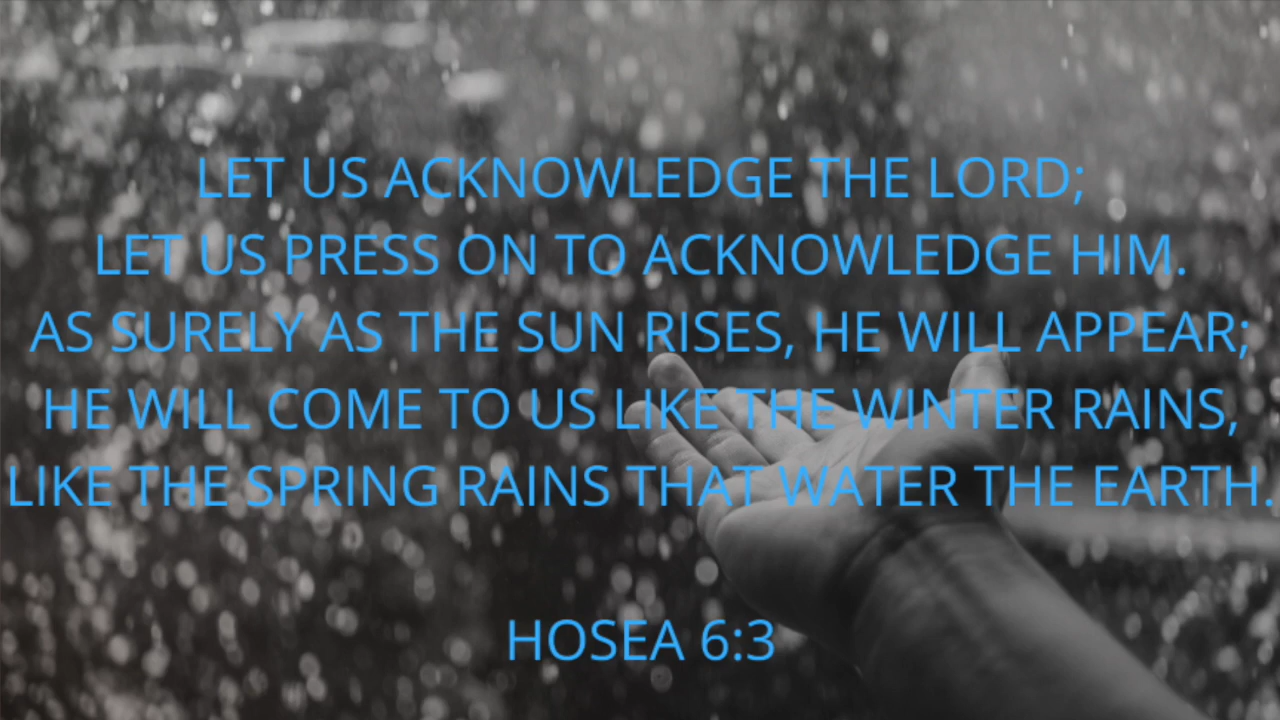 LET US ACKNOWLEDGE THE LORD;
LET US PRESS ON TO ACKNOWLEDGE HIM.
AS SURELY AS THE SUN RISES, HE WILL APPEAR;
HE WILL COME TO US LIKE THE WINTER RAINS,
LIKE THE SPRING RAINS THAT WATER THE EARTH.
HOSEA 6:3